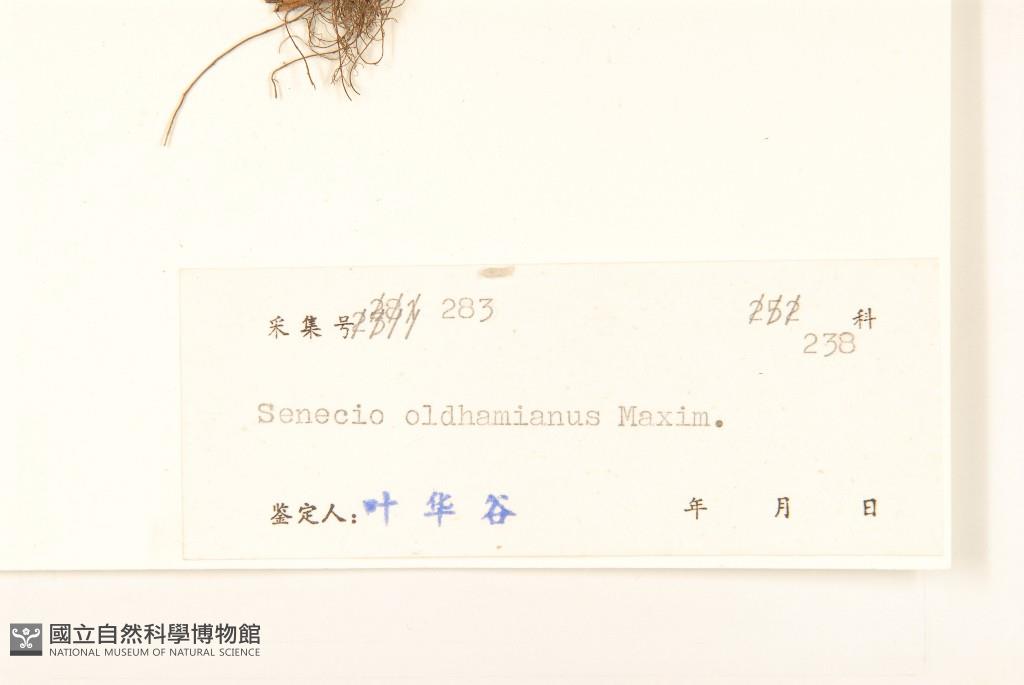 采集号 283 科
238
Senecio oldhamianus Maxim.
鉴定人：叶华谷 年 月 日
國立自然科學博物館
NATIONAL MUSEUM OF NATURAL SCIENCE